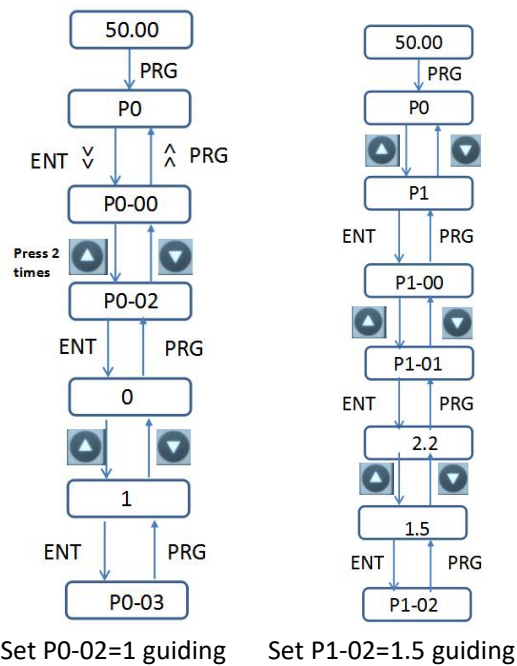 50.00
PRG
P0
ENT PRG
P0-00
Press 2
times
P0-02
ENT PRG
0
1
ENT PRG
P0-03
Set P0-02=1 guiding
50.00
PRG
P0
P1
ENT PRG
P1-00
P1-01
ENT PRG
2.2
1.5
ENT PRG
P1-02
Set P1-02=1.5 guiding